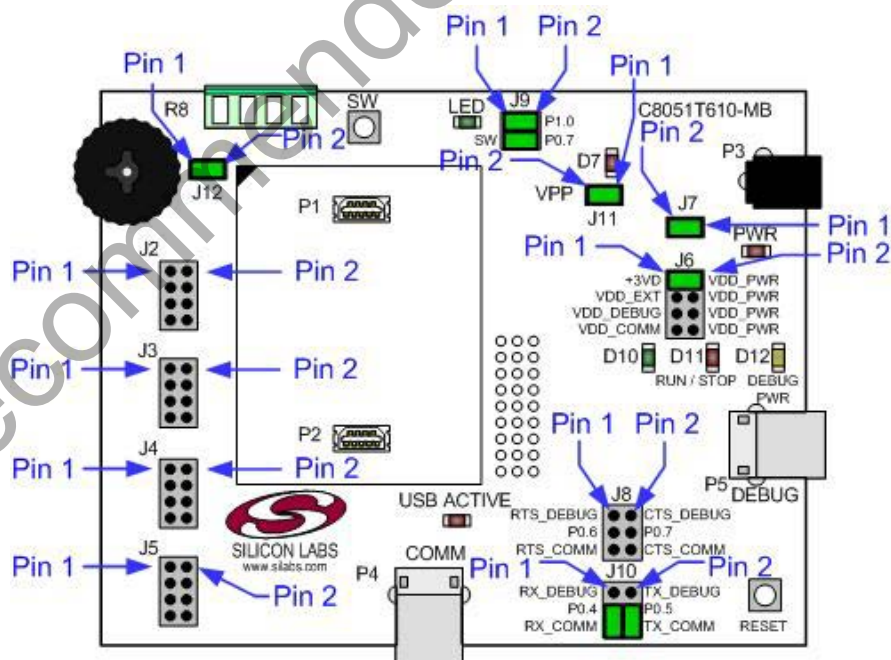 Pin 1
Pin 2
Pin 1
Pin 1
R8
SW
LED
J9
P1.0
C8051T610-MB
Pin 2
SW
P0.7
Pin 2
Pin 2
D7
P3
J12
VPP
J11
P1
J7
Pin 1
J2
Pin 1
PWR
Pin 2
Pin 1
Pin 2
J6
+3VD
VDD_PWR
VDD_EXT
VDD_PWR
VDD_DEBUG
VDD_PWR
VDD_COMM
VDD_PWR
J3
D10
D11
D12
Pin 1
Pin 2
RUN / STOP
DEBUG
PWR
P2
Pin 1
Pin 2
J4
Pin 1
Pin 2
P5
DEBUG
USB ACTIVE
J8
RTS_DEBUG
CTS_DEBUG
P0.6
P0.7
RTS_COMM
CTS_COMM
SILICON LABS
www.silabs.com
J5
COMM
P4
Pin 1
Pin 1
J10
Pin 2
RX_DEBUG
TX_DEBUG
Pin 2
P0.4
P0.5
RX_COMM
TX_COMM
RESET